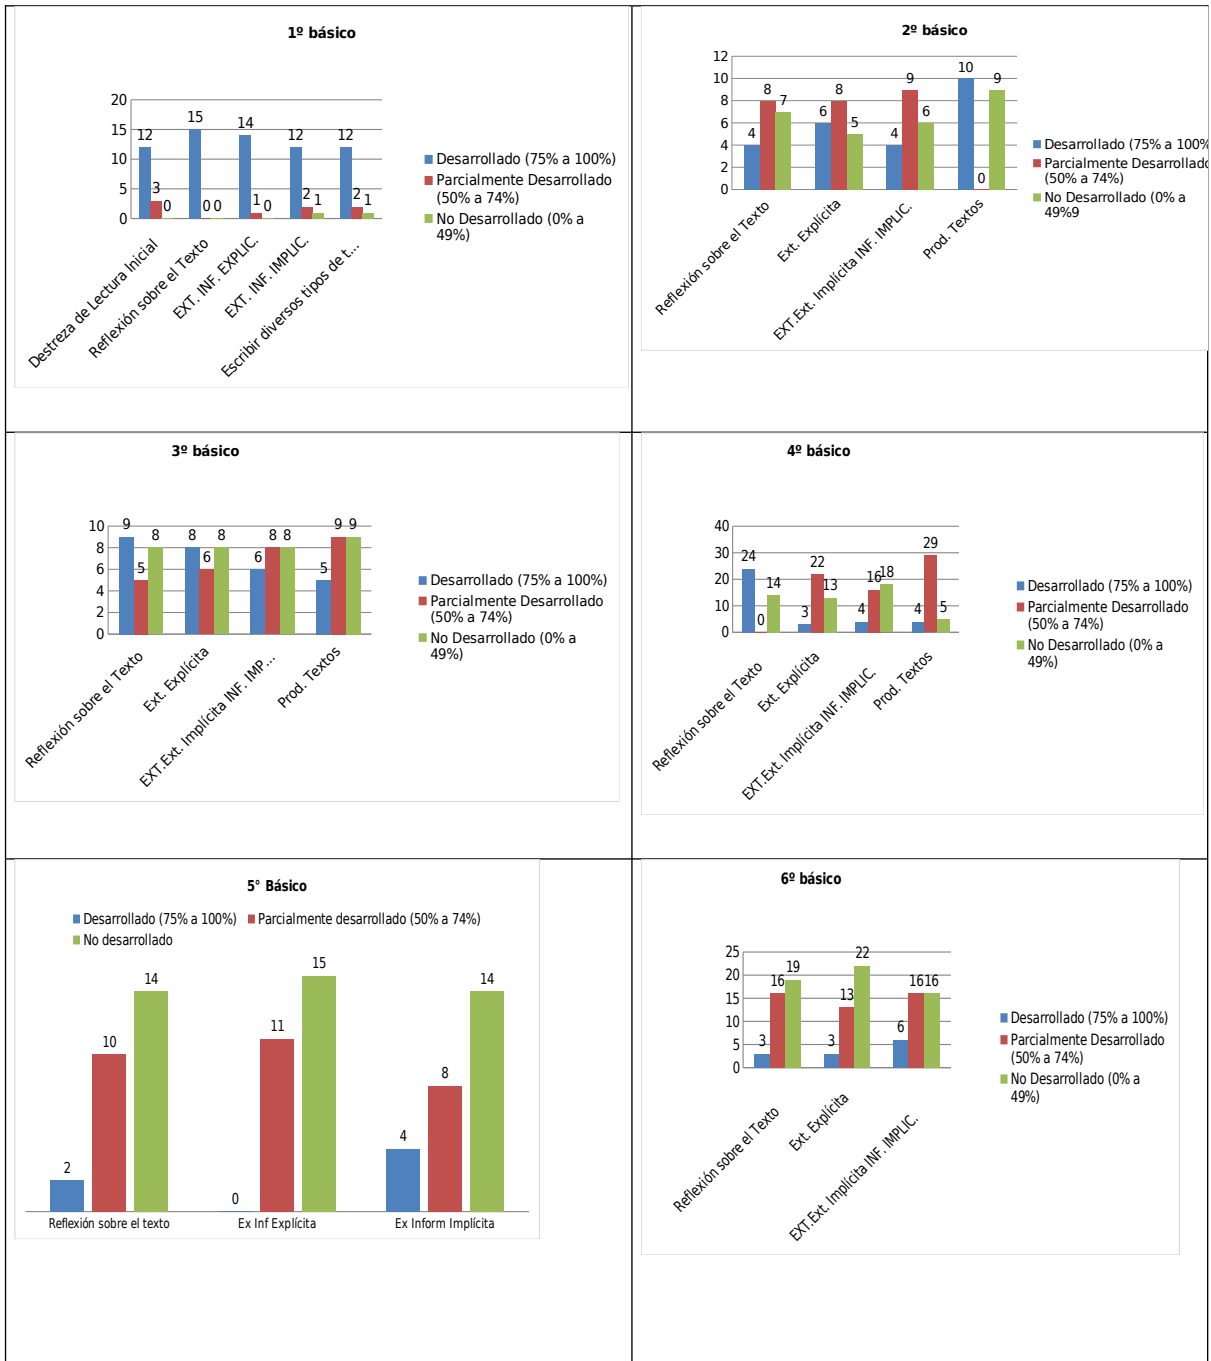 1º básico
20
15
10
5
0
12
3
0
15
0
0
14
1
0
12
2
1
12
2
1
Destreza de Lectura Inicial
Reflexión sobre el Texto
EXT. INF. EXPLIC.
EXT. INF. IMPLIC.
Escribir diversos tipos de t...
Desarrollado (75% a 100%)
Parcialmente Desarrollado
(50% a 74%)
No Desarrollado (0% a
49%)
2º básico
12
10
8
6
4
2
0
4
8
7
6
8
5
4
9
6
10
0
9
Reflexión sobre el Texto
Ext. Explícita
EXT.Ext. Implícita INF. IMPLIC.
Prod. Textos
Desarrollado (75% a 100%
Parcialmente Desarrollado
(50% a 74%)
No Desarrollado (0% a
49%9
3º básico
10
8
6
4
2
0
9
5
8
8
6
8
6
8
8
5
9
9
Reflexión sobre el Texto
Ext. Explícita
EXT.Ext. Implícita INF. IMP...
Prod. Textos
Desarrollado (75% a 100%)
Parcialmente Desarrollado
(50% a 74%)
No Desarrollado (0% a
49%)
4º básico
40
30
20
10
0
24
0
14
3
22
13
4
16
18
4
29
5
Reflexión sobre el Texto
Ext. Explícita
EXT.Ext. Implícita INF. IMPLIC.
Prod. Textos
Desarrollado (75% a 100%)
Parcialmente Desarrollado
(50% a 74%)
No Desarrollado (0% a
49%)
5° Básico
Desarrollado (75% a 100%) Parcialmente desarrollado (50% a 74%)
No desarrollado
2
10
14
0
11
15
4
8
14
Reflexión sobre el texto
Ex Inf Explícita
Ex Inform Implícita
6º básico
25
20
15
10
5
0
3
16
19
3
13
22
6
16
16
Reflexión sobre el Texto
Ext. Explícita
EXT.Ext. Implícita INF. IMPLIC.
Desarrollado (75% a 100%)
Parcialmente Desarrollado
(50% a 74%)
No Desarrollado (0% a
49%)